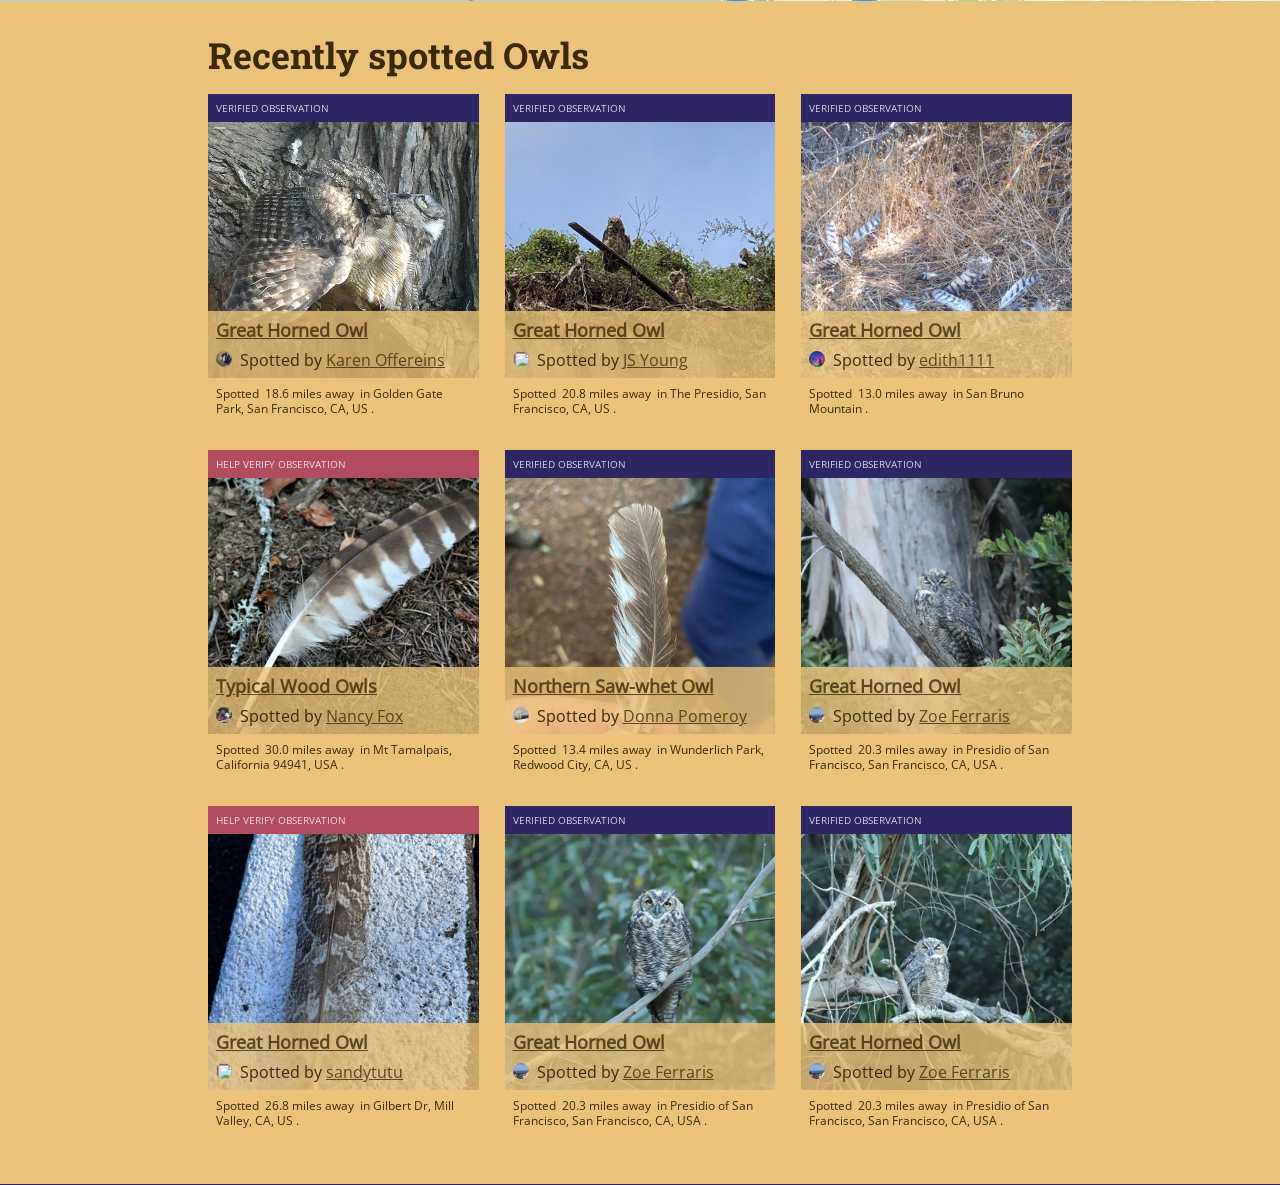 Recently spotted Owls
VERIFIED OBSERVATION
Great Horned Owl
Spotted by Karen Offereins
Spotted 18.6 miles away in Golden Gate
Park, San Francisco, CA, US .
VERIFIED OBSERVATION
Great Horned Owl
Spotted by JS Young
Spotted 20.8 miles away in The Presidio, San
Francisco, CA, US .
VERIFIED OBSERVATION
Great Horned Owl
Spotted by edith1111
Spotted 13.0 miles away in San Bruno
Mountain .
HELP VERIFY OBSERVATION
Typical Wood Owls
Spotted by Nancy Fox
Spotted 30.0 miles away in Mt Tamalpais,
California 94941, USA .
VERIFIED OBSERVATION
Northern Saw-whet Owl
Spotted by Donna Pomeroy
Spotted 13.4 miles away in Wunderlich Park,
Redwood City, CA, US .
VERIFIED OBSERVATION
Great Horned Owl
Spotted by Zoe Ferraris
Spotted 20.3 miles away in Presidio of San
Francisco, San Francisco, CA, USA .
HELP VERIFY OBSERVATION
Great Horned Owl
Spotted by sandytutu
Spotted 26.8 miles away in Gilbert Dr, Mill
Valley, CA, US .
VERIFIED OBSERVATION
Great Horned Owl
Spotted by Zoe Ferraris
Spotted 20.3 miles away in Presidio of San
Francisco, San Francisco, CA, USA .
VERIFIED OBSERVATION
Great Horned Owl
Spotted by Zoe Ferraris
Spotted 20.3 miles away in Presidio of San
Francisco, San Francisco, CA, USA .